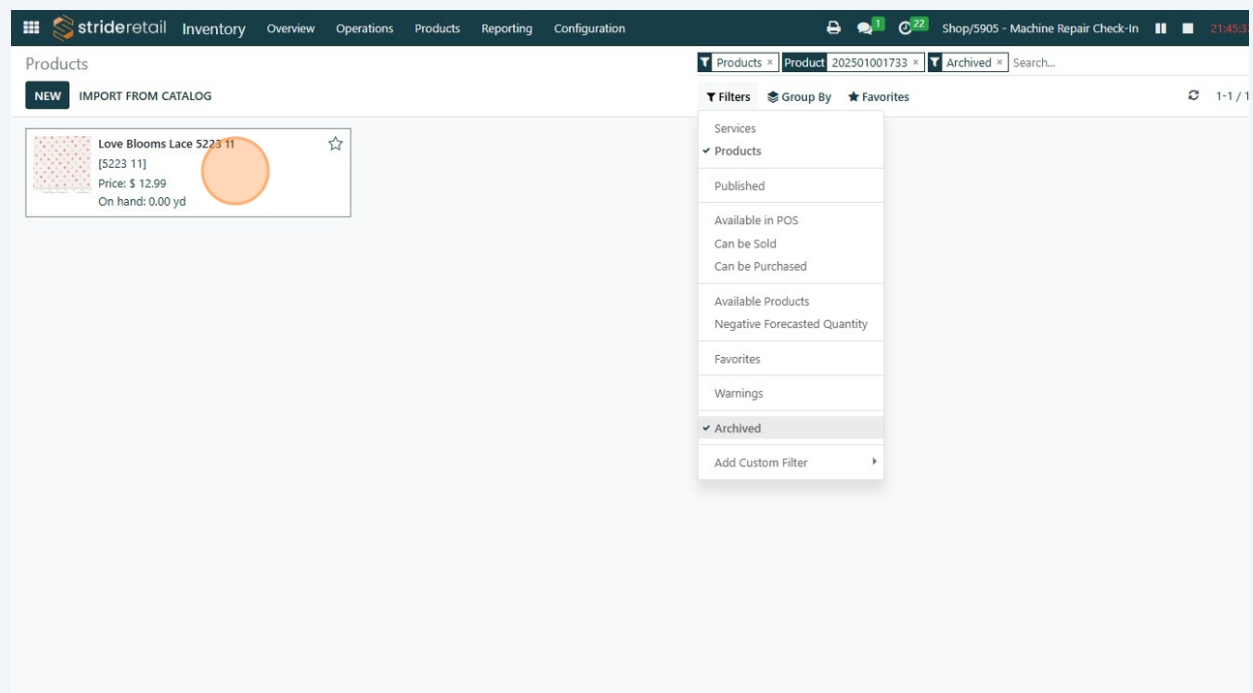 strideretail Inventory Overview Operations Products Reporting Configuration 1 22 Shop/5905 - Machine Repair Check-In
Products
Products × Product 202501001733 × Archived × Search...
NEW IMPORT FROM CATALOG
Filters Group By Favorites 1-1 / 1
Love Blooms Lace 5223 11
[5223 11]
Price: $ 12.99
On hand: 0.00 yd
Services
Products
Published
Available in POS
Can be Sold
Can be Purchased
Available Products
Negative Forecasted Quantity
Favorites
Warnings
Archived
Add Custom Filter